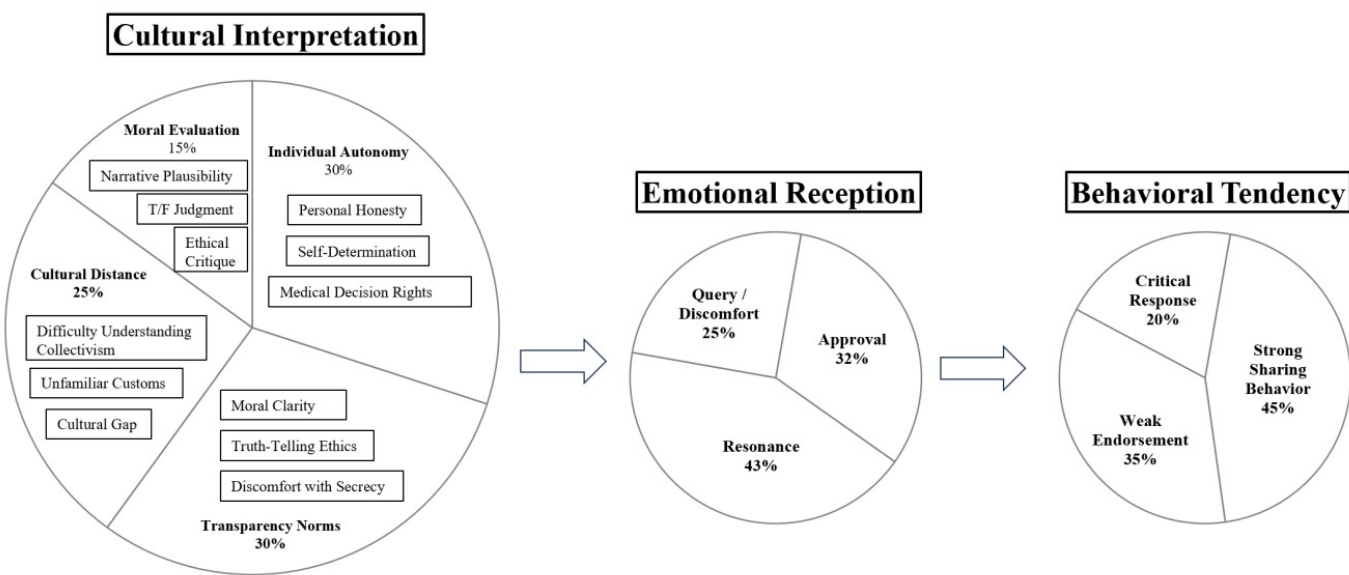 Cultural Interpretation
Moral Evaluation
15%
Narrative Plausibility
T/F Judgment
Ethical
Critique
Individual Autonomy
30%
Personal Honesty
Self-Determination
Medical Decision Rights
Cultural Distance
25%
Difficulty Understanding
Collectivism
Unfamiliar Customs
Cultural Gap
Moral Clarity
Truth-Telling Ethics
Discomfort with Secrecy
Transparency Norms
30%
Emotional Reception
Query /
Discomfort
25%
Approval
32%
Resonance
43%
Behavioral Tendency
Critical
Response
20%
Strong
Sharing
Behavior
45%
Weak
Endorsement
35%